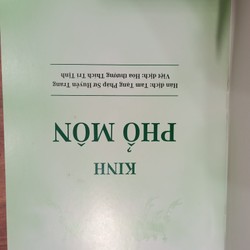 KINH
PHỔ MÔN
Hán dịch: Tam Tạng Pháp Sư Huyền Trang
Việt dịch: Hòa thượng Thích Trí Tịnh